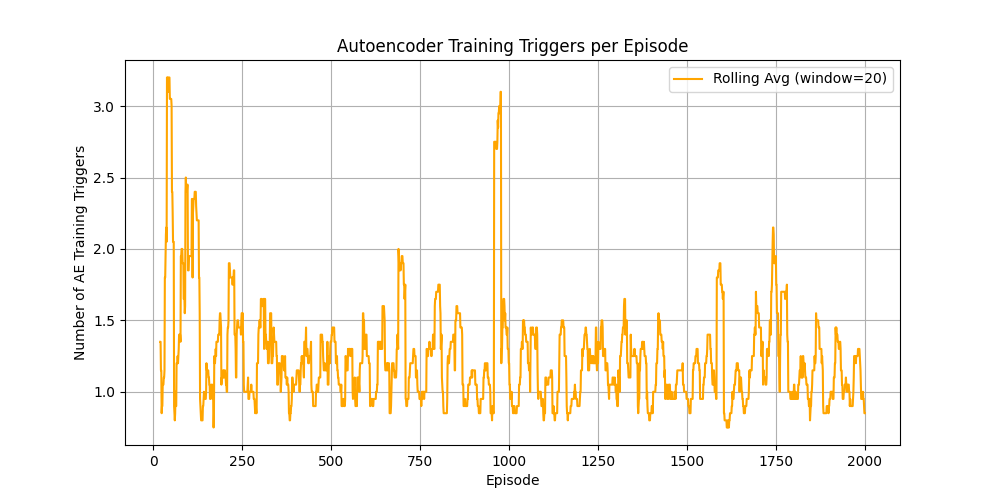 Autoencoder Training Triggers per Episode
Rolling Avg (window=20)
Number of AE Training Triggers
3.0
2.5
2.0
1.5
1.0
0 250 500 750 1000 1250 1500 1750 2000
Episode